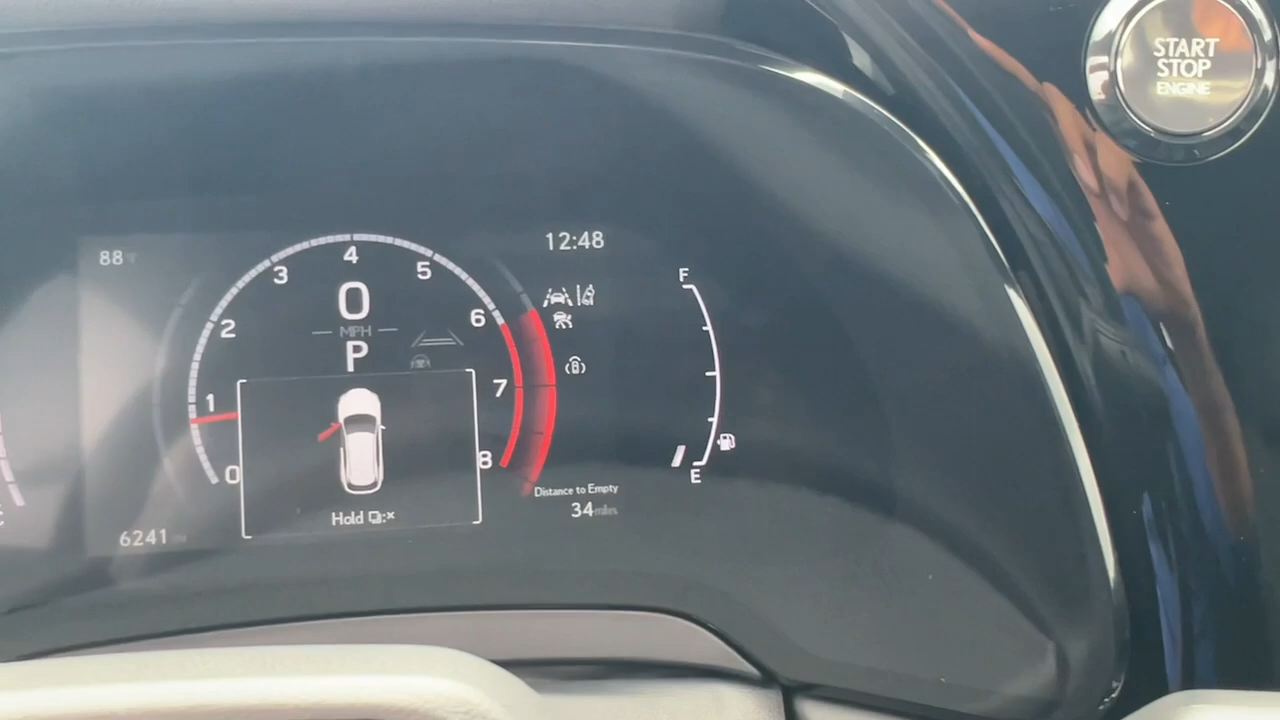 START
STOP
ENGINE
88°F
12:48
0
1
2
3
4
5
6
7
8
0
MPH
P
F
E
Hold
Distance to Empty
34 miles
6241